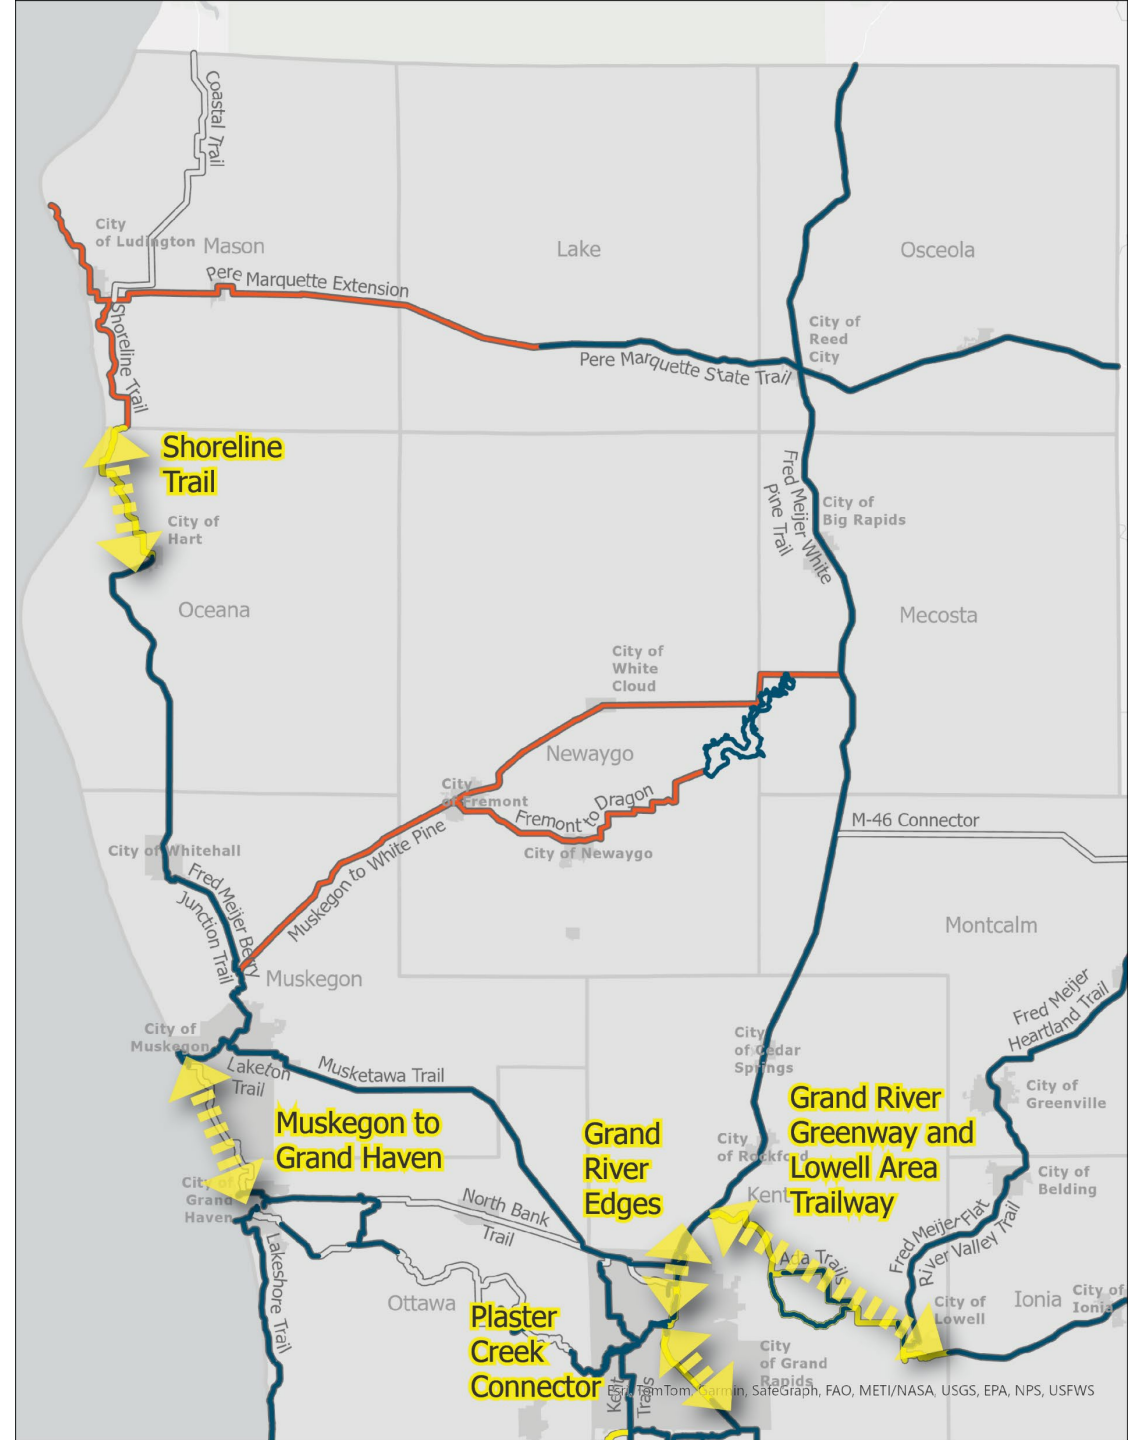 Coastal Trail
City
of Ludington
Mason
Lake
Osceola
Pere Marquette Extension
Shoreline Trail
City of
Reed
City
Pere Marquette State Trail
Shoreline
Trail
Fred Meijer White
Pine Trail
City of
Big Rapids
City of
Hart
Oceana
Mecosta
City of
White
Cloud
Newaygo
City
of Fremont
Fremont to Dragon
Muskegon to White Pine
City of Newaygo
M-46 Connector
City of Whitehall
Fred Meijer Berry
Junction Trail
Montcalm
Muskegon
Fred Meijer
Heartland Trail
City of
Muskegon
City
of Cedar
Springs
Laketon
Trail
Musketawa Trail
City of
Greenville
Muskegon to
Grand Haven
Grand
River
Edges
Grand River
Greenway and
Lowell Area
Trailway
City
of Rockford
City of
Belding
City of
Grand
Haven
North Bank
Trail
Kent
Fred Meijer Flat
River Valley Trail
Lakeshore Trail
Ada Trails
Ottawa
City of
Lowell
Ionia
City of
Ionia
Plaster
Creek
Connector
City
of Grand
Rapids
Kent
Trails
Esri, TomTom, Garmin, SafeGraph, FAO, METI/NASA, USGS, EPA, NPS, USFWS